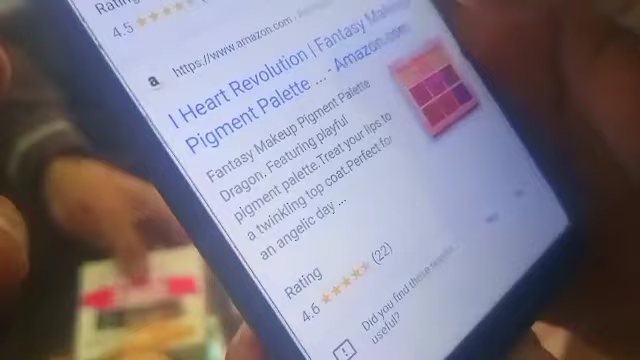 Rating
4.5
a https://www.amazon.com
I Heart Revolution | Fantasy Makeup
Pigment Palette ... - Amazon.com
Fantasy Makeup Pigment Palette
Dragon. Featuring playful
pigment palette.Treat your lips to
a twinkling top coat.Perfect for
an angelic day ...
Rating
4.6 (22)
Did you find these
useful?